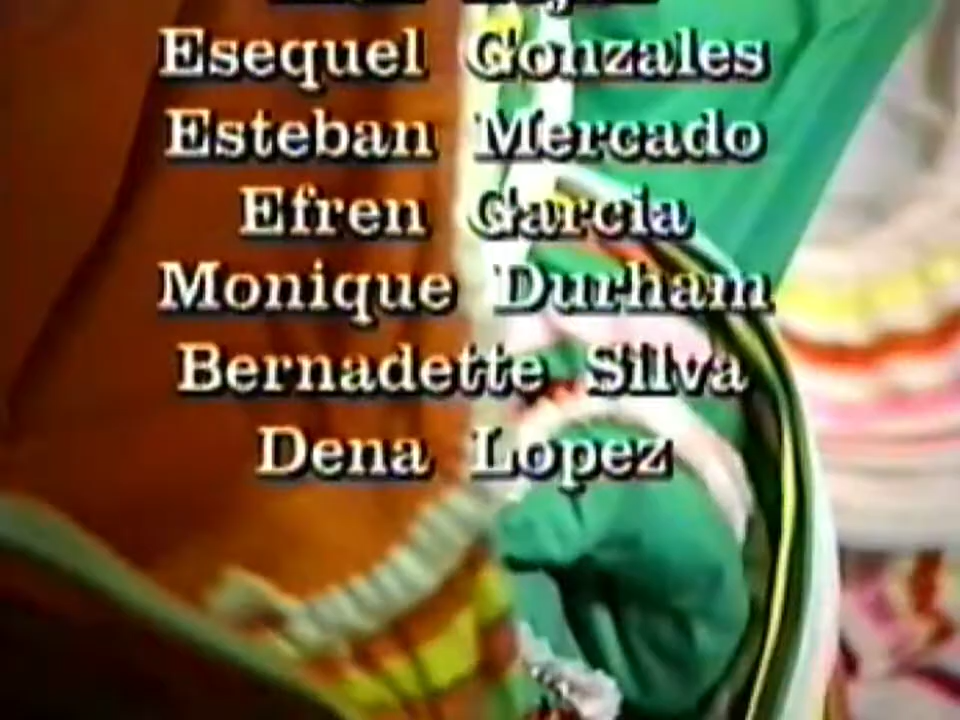 Esequel Gonzales
Esteban Mercado
Efren Garcia
Monique Durham
Bernadette Silva
Dena Lopez